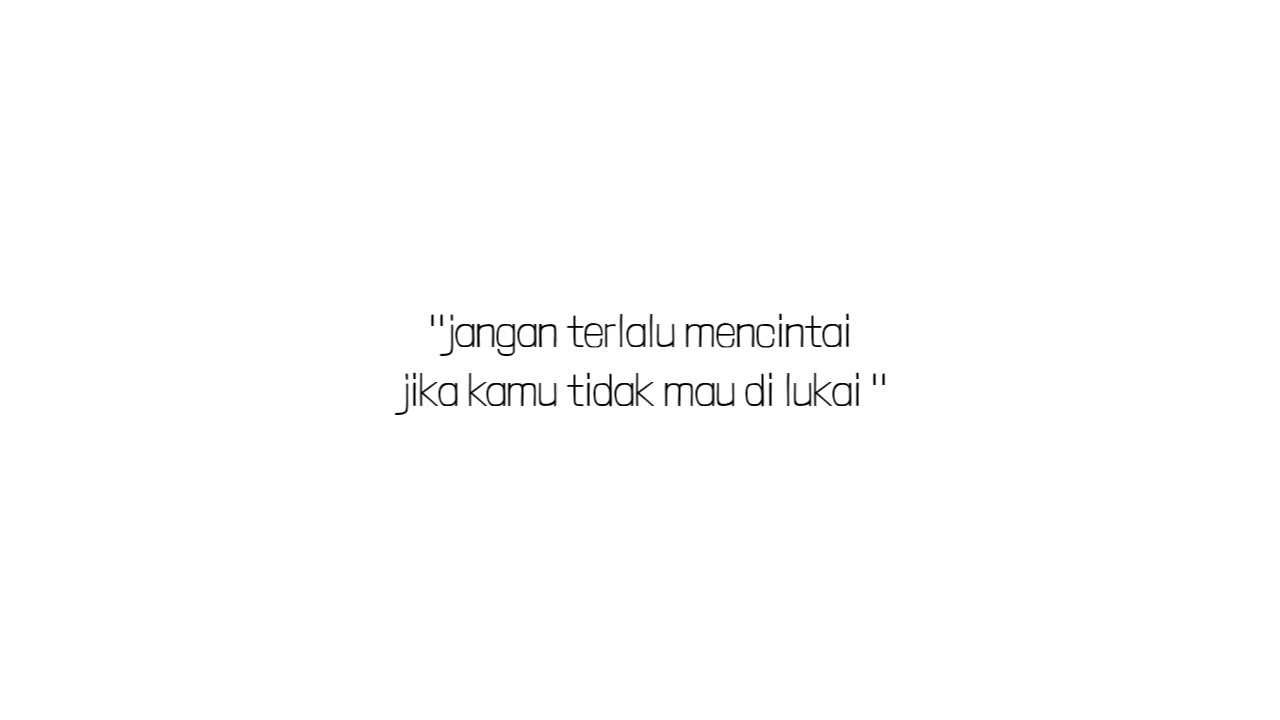 "jangan terlalu mencintai
jika kamu tidak mau di lukai "